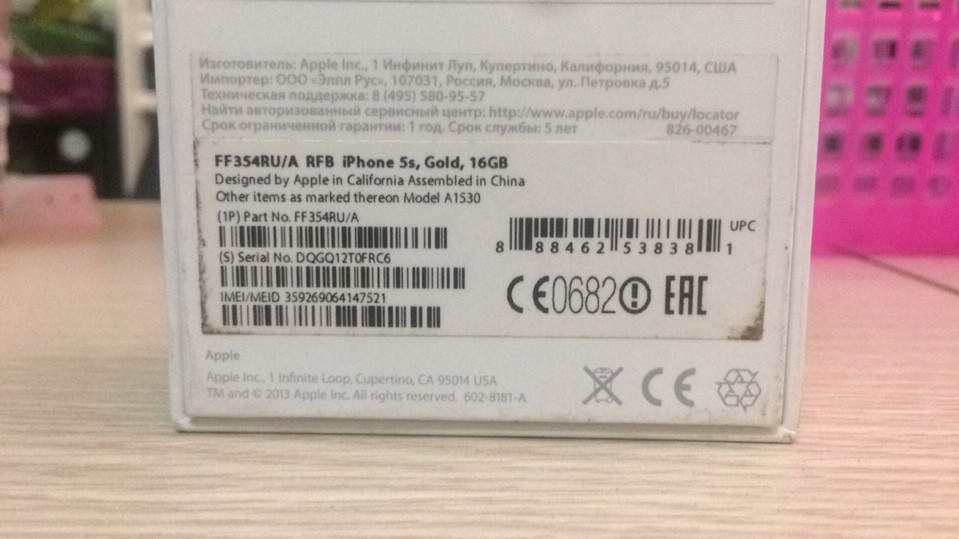 Изготовитель: Apple Inc., 1 Инфинит Луп, Купертино, Калифорния, 95014, США
Импортер: ООО «Эппл Рус», 107031, Россия, Москва, ул. Петровка д.5
Техническая поддержка: 8 (495) 580-95-57
Найти авторизованный сервисный центр: http://www.apple.com/ru/buy/locator
Срок ограниченной гарантии: 1 год. Срок службы: 5 лет 826-00467
FF354RU/A RFB iPhone 5s, Gold, 16GB
Designed by Apple in California Assembled in China
Other items as marked thereon Model A1530
(1P) Part No. FF354RU/A
UPC
8 88462 53838 1
(S) Serial No. DQGQ12T0FRC6
IMEI/MEID 359269064147521
CE0682 EAC
Apple
Apple Inc., 1 Infinite Loop, Cupertino, CA 95014 USA
TM and © 2013 Apple Inc. All rights reserved. 602-8181-A
CE